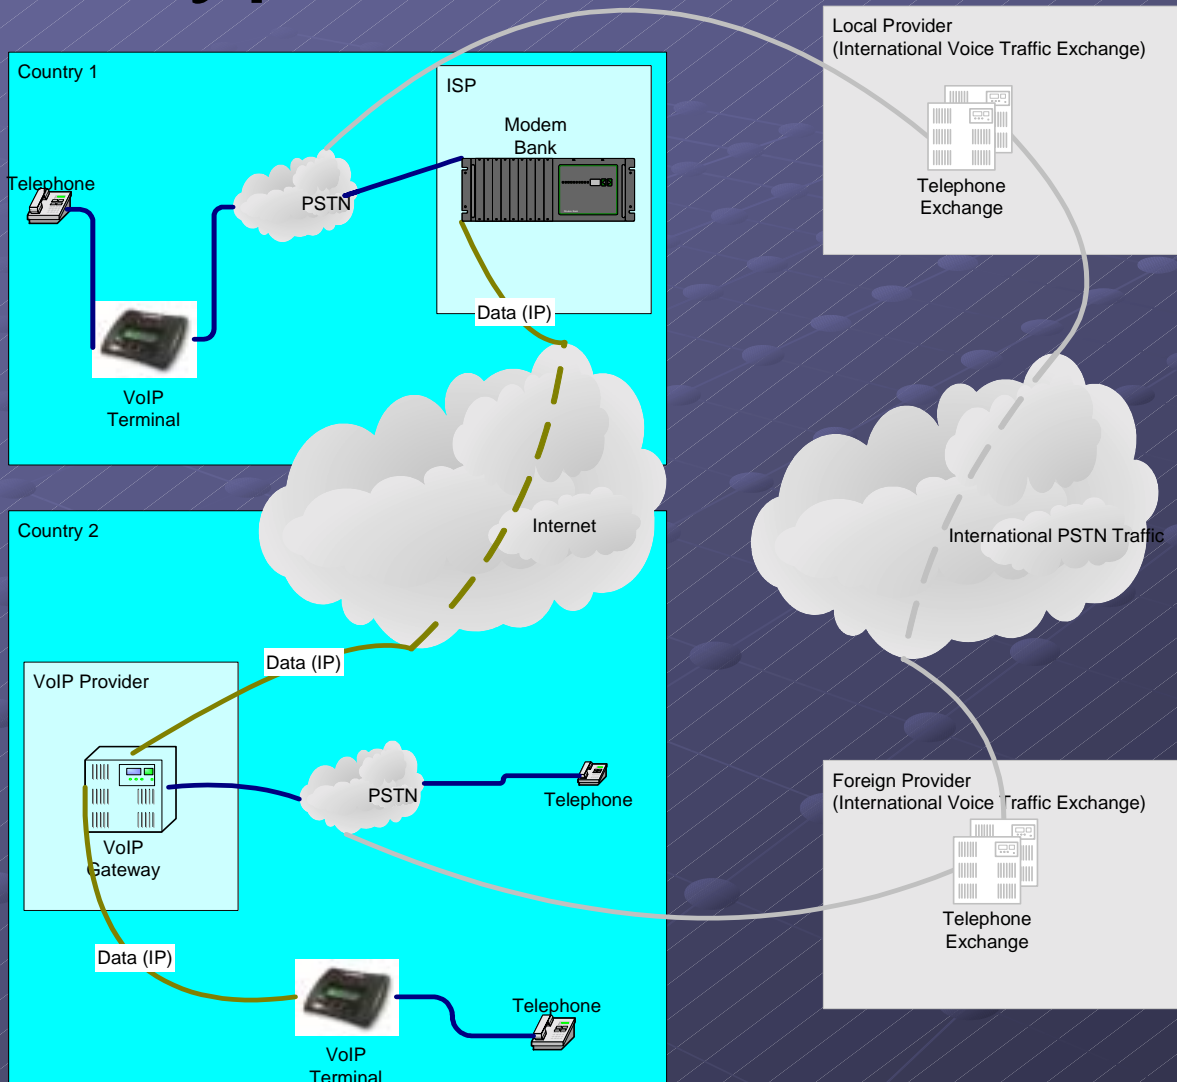 Country 1
ISP
Modem
Bank
Telephone
PSTN
Data (IP)
VoIP
Terminal
Local Provider
(International Voice Traffic Exchange)
Telephone
Exchange
Internet
International PSTN Traffic
Country 2
Data (IP)
VoIP Provider
PSTN
Telephone
VoIP
Gateway
Data (IP)
Telephone
VoIP
Terminal
Foreign Provider
(International Voice Traffic Exchange)
Telephone
Exchange